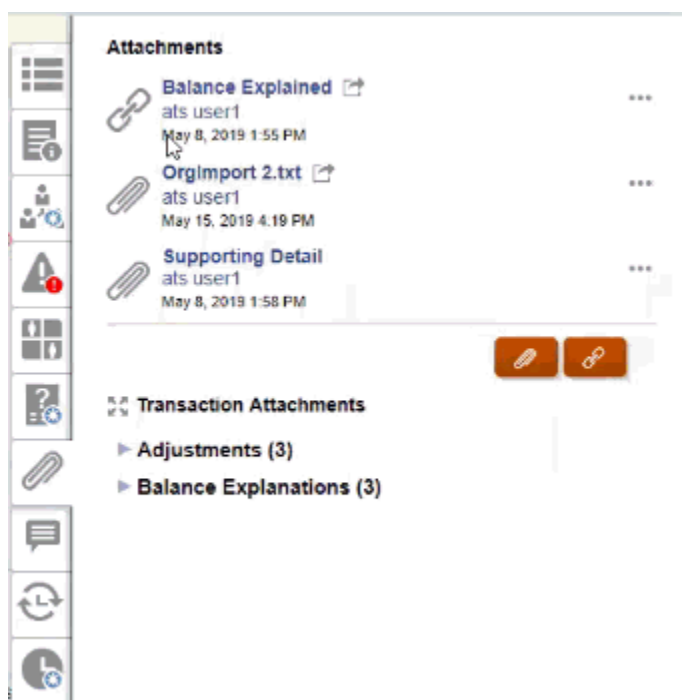 Attachments
Balance Explained
ats user1
May 8, 2019 1:55 PM
OrgImport 2.txt
ats user1
May 15, 2019 4:19 PM
Supporting Detail
ats user1
May 8, 2019 1:58 PM
Transaction Attachments
Adjustments (3)
Balance Explanations (3)